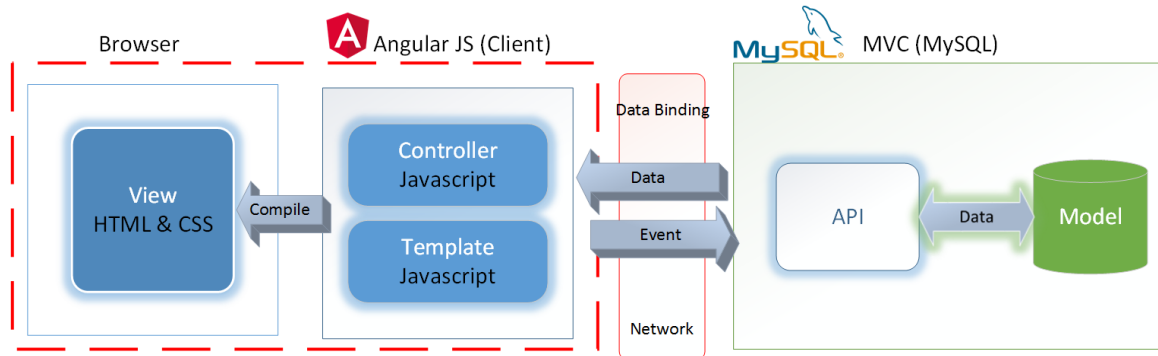 Browser
Angular JS (Client)
MySQL®
MVC (MySQL)
View
HTML & CSS
Compile
Controller
Javascript
Template
Javascript
Data Binding
Data
Event
Network
API
Data
Model